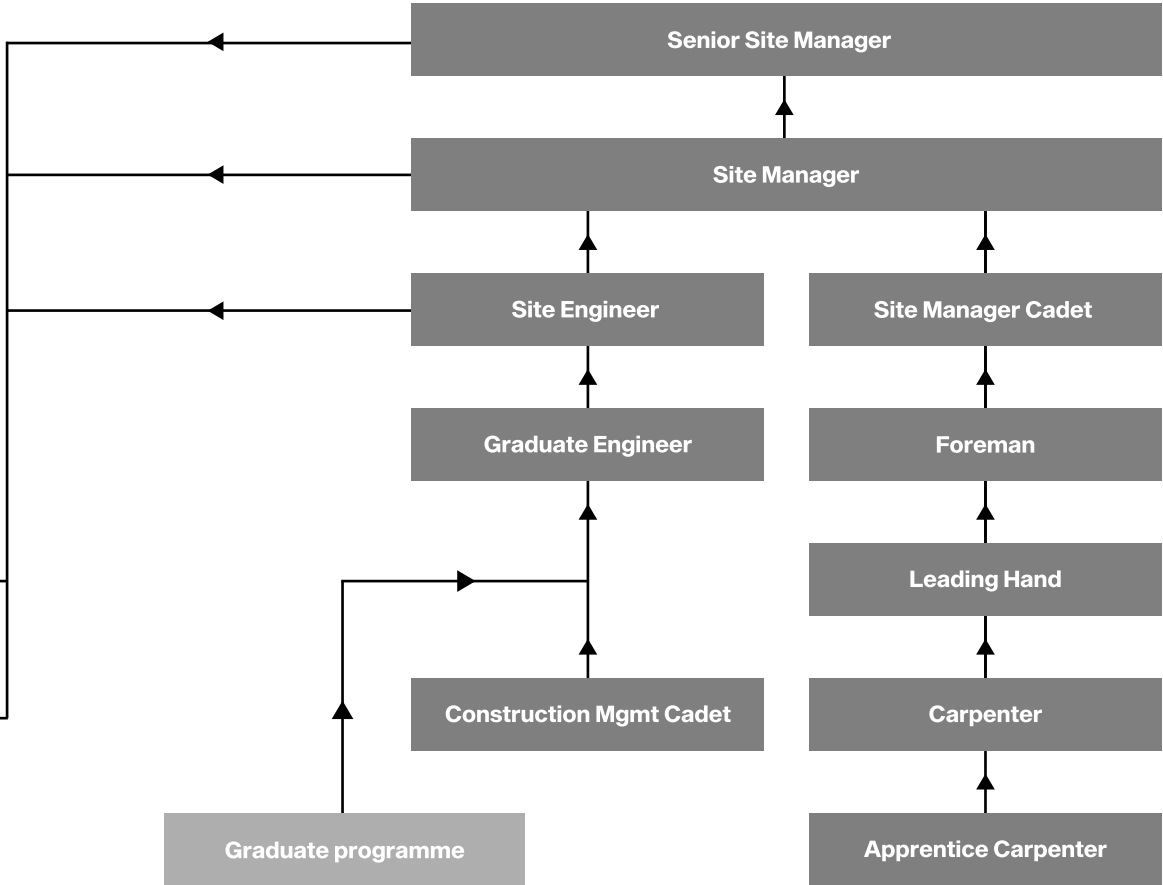 Senior Site Manager
Site Manager
Site Engineer
Site Manager Cadet
Graduate Engineer
Foreman
Leading Hand
Construction Mgmt Cadet
Carpenter
Graduate programme
Apprentice Carpenter